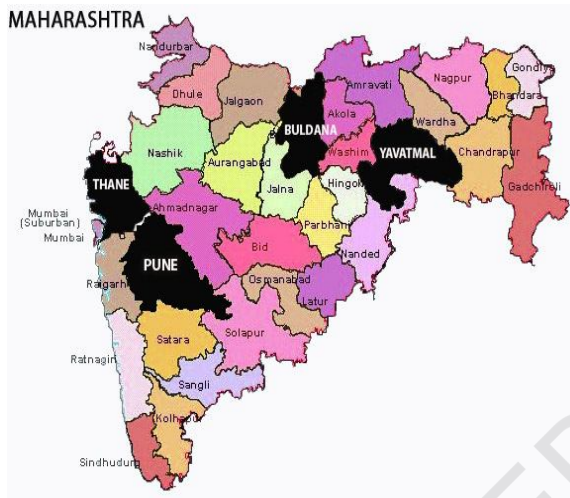 MAHARASHTRA
Nandurbar
Dhule
Jalgaon
BULDANA
Akola
Amravati
Nagpur
Gondiya
Bhandara
Wardha
Washim
YAVATMAL
Chandrapur
Gadchireli
Nashik
Aurangabad
Jalna
Hingoli
THANE
Ahmadnagar
Parbhani
Mumbai
(Suburban)
Mumbai
Bid
Nanded
PUNE
Raigarh
Osmanabad
Latur
Satara
Solapur
Ratnagiri
Sangli
Kolhapur
Sindhudurg